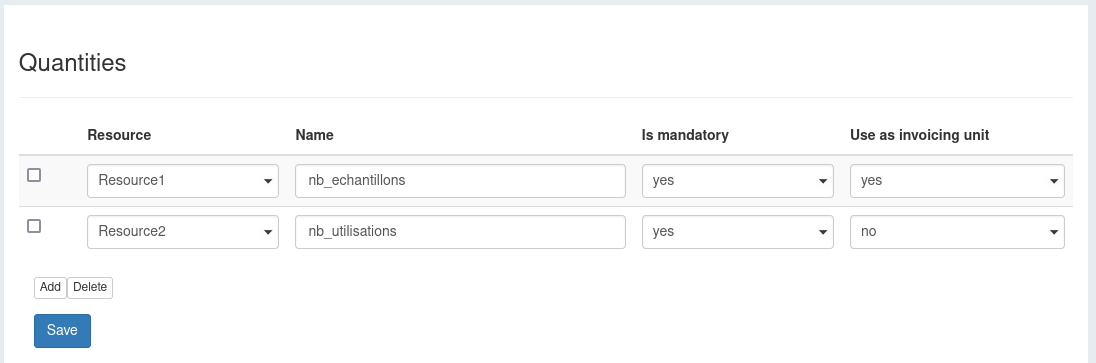 Quantities
Resource Name Is mandatory Use as invoicing unit
Resource1 nb_echantillons yes yes
Resource2 nb_utilisations yes no
Add Delete
Save